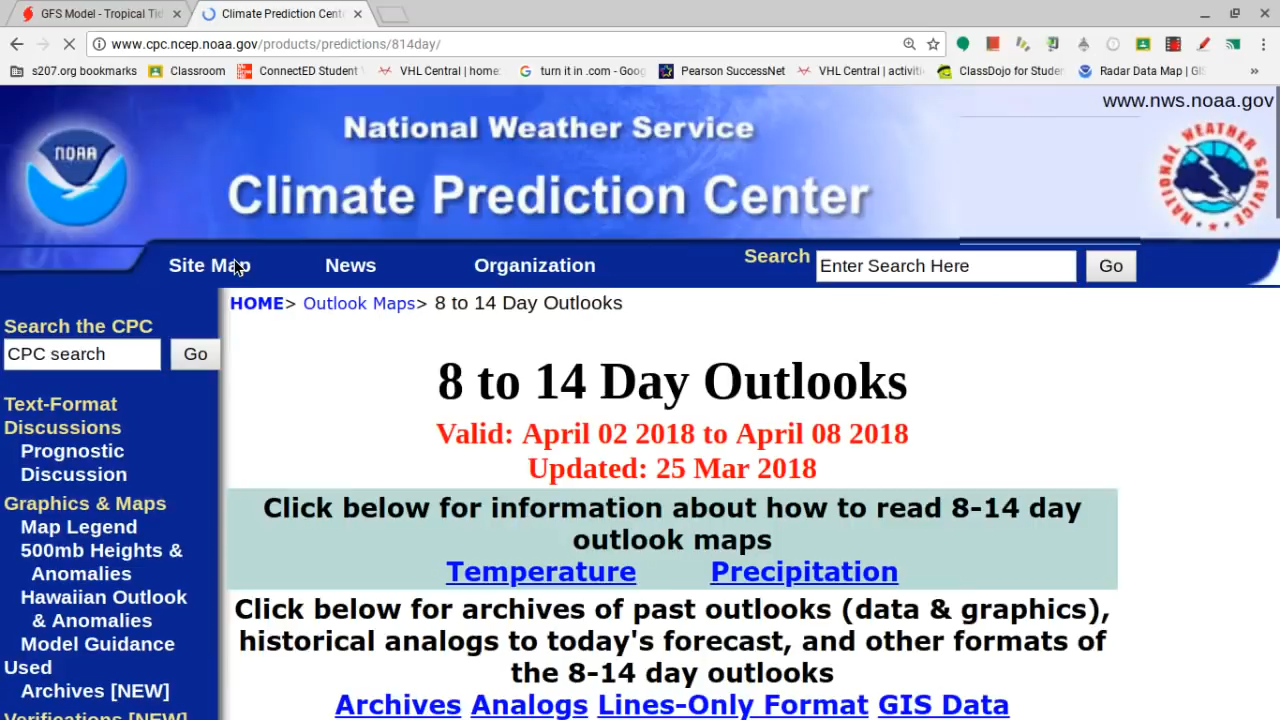 GFS Model - Tropical Ti
Climate Prediction Cent
www.cpc.ncep.noaa.gov/products/predictions/814day/
s207.org bookmarks
Classroom
ConnectED Student
VHL Central | home
turn it in .com - Goog
Pearson SuccessNet
VHL Central | activiti
ClassDojo for Studen
Radar Data Map | GIS
»
www.nws.noaa.gov
NOAA
National Weather Service
Climate Prediction Center
NATIONAL WEATHER SERVICE
Site Map
News
Organization
Search
Enter Search Here
Go
HOME> Outlook Maps> 8 to 14 Day Outlooks
Search the CPC
CPC search
Go
Text-Format
Discussions
Prognostic
Discussion
Graphics & Maps
Map Legend
500mb Heights &
Anomalies
Hawaiian Outlook
& Anomalies
Model Guidance
Used
Archives [NEW]
Verifications [NEW]
8 to 14 Day Outlooks
Valid: April 02 2018 to April 08 2018
Updated: 25 Mar 2018
Click below for information about how to read 8-14 day
outlook maps
Temperature Precipitation
Click below for archives of past outlooks (data & graphics),
historical analogs to today's forecast, and other formats of
the 8-14 day outlooks
Archives Analogs Lines-Only Format GIS Data